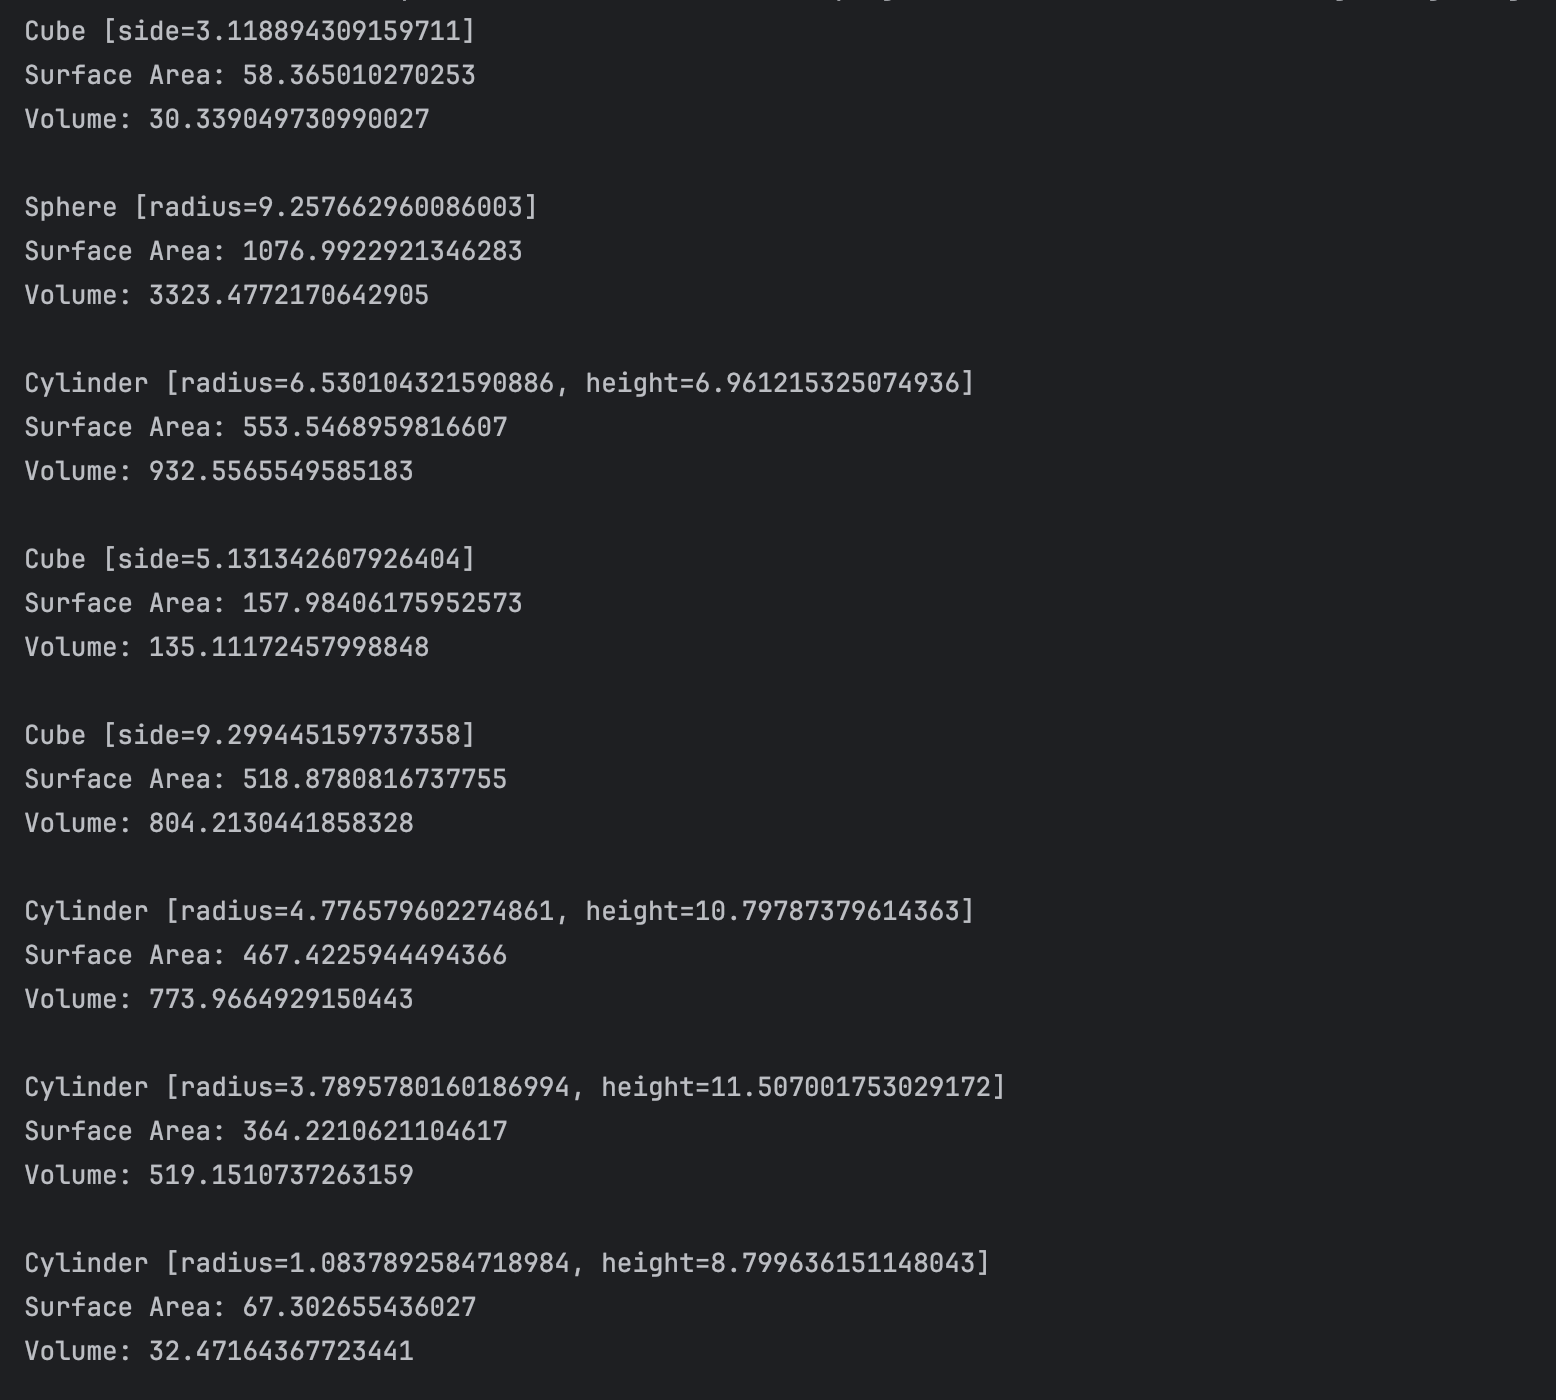 Cube [side=3.118894309159711]
Surface Area: 58.365010270253
Volume: 30.339049730990027
Sphere [radius=9.257662960086003]
Surface Area: 1076.9922921346283
Volume: 3323.4772170642905
Cylinder [radius=6.530104321590886, height=6.961215325074936]
Surface Area: 553.5468959816607
Volume: 932.5565549585183
Cube [side=5.131342607926404]
Surface Area: 157.98406175952573
Volume: 135.11172457998848
Cube [side=9.299445159737358]
Surface Area: 518.8780816737755
Volume: 804.2130441858328
Cylinder [radius=4.776579602274861, height=10.79787379614363]
Surface Area: 467.4225944494366
Volume: 773.9664929150443
Cylinder [radius=3.7895780160186994, height=11.507001753029172]
Surface Area: 364.2210621104617
Volume: 519.1510737263159
Cylinder [radius=1.0837892584718984, height=8.799636151148043]
Surface Area: 67.302655436027
Volume: 32.47164367723441